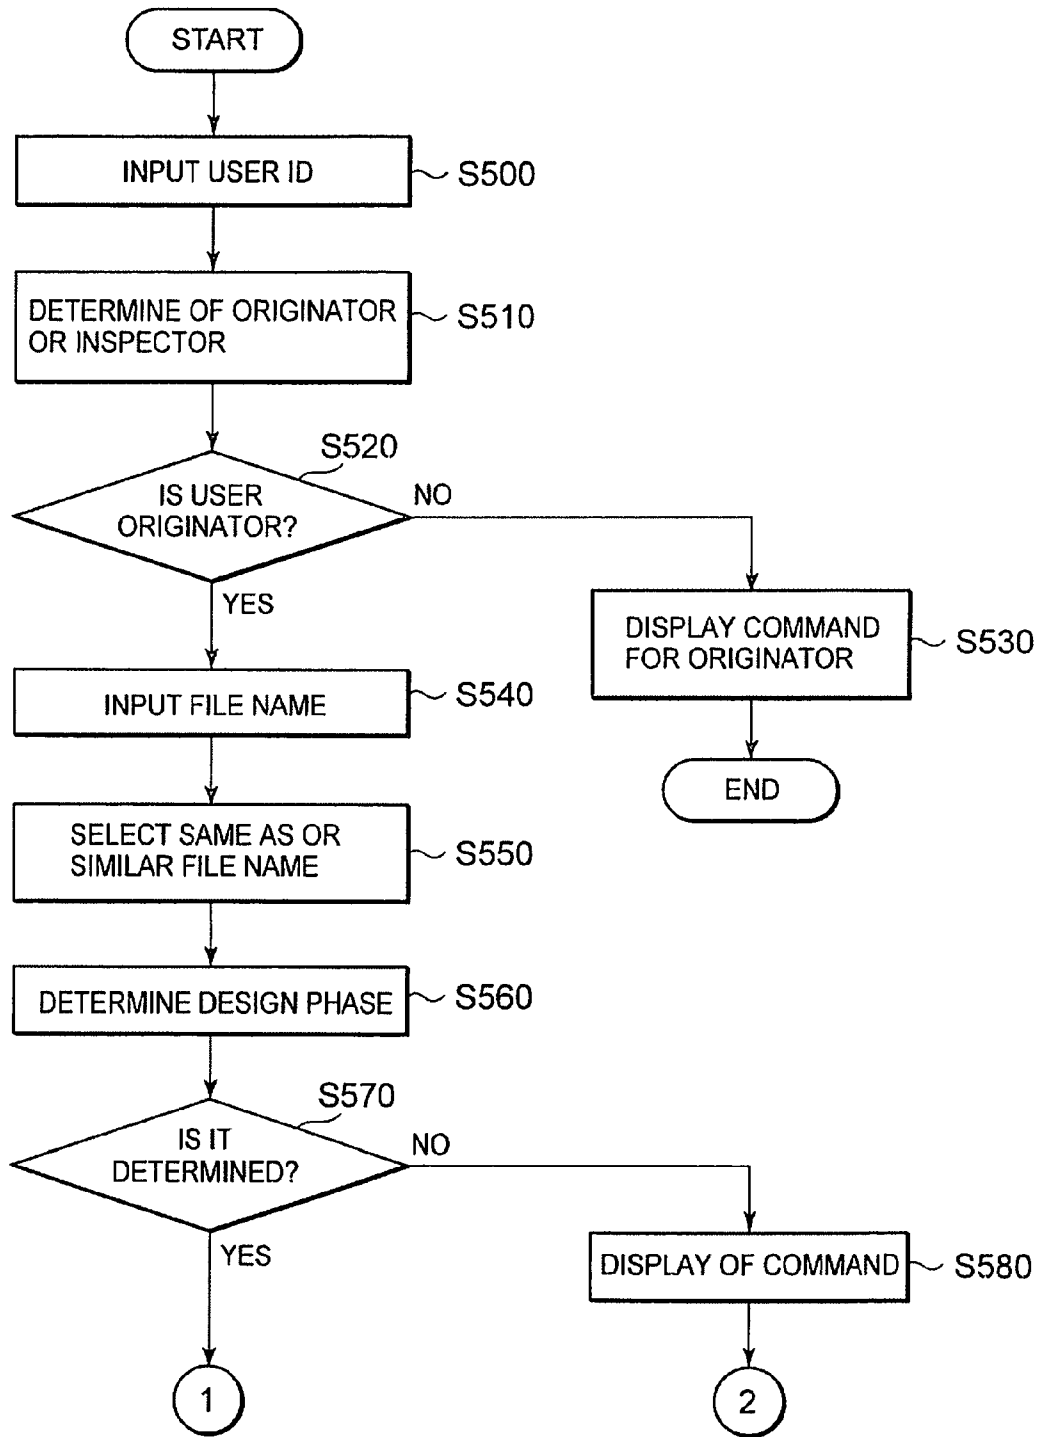 START
INPUT USER ID
S500
DETERMINE OF ORIGINATOR
OR INSPECTOR
S510
S520
IS USER
ORIGINATOR?
NO
YES
DISPLAY COMMAND
FOR ORIGINATOR
S530
INPUT FILE NAME
S540
END
SELECT SAME AS OR
SIMILAR FILE NAME
S550
DETERMINE DESIGN PHASE
S560
S570
IS IT
DETERMINED?
NO
YES
DISPLAY OF COMMAND
S580
1
2